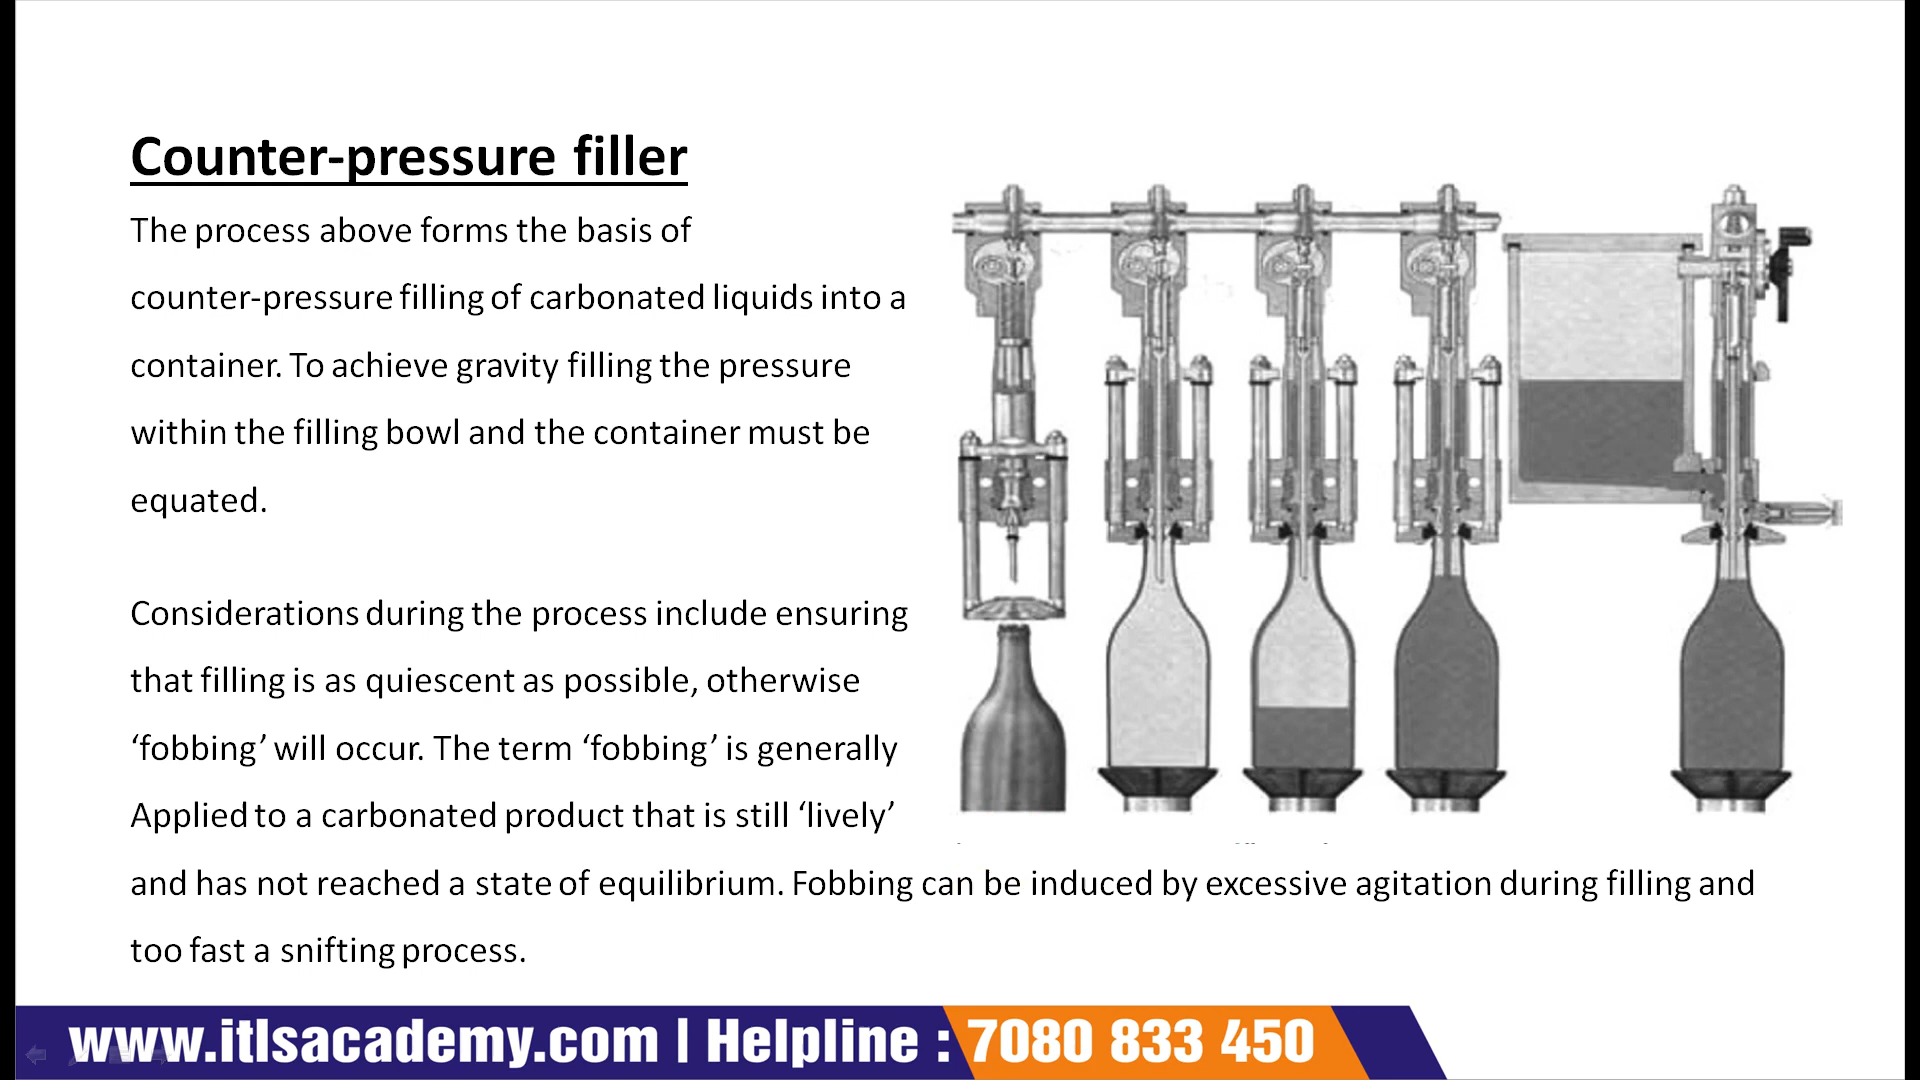 Counter-pressure filler
The process above forms the basis of
counter-pressure filling of carbonated liquids into a
container. To achieve gravity filling the pressure
within the filling bowl and the container must be
equated.
Considerations during the process include ensuring
that filling is as quiescent as possible, otherwise
‘fobbing’ will occur. The term ‘fobbing’ is generally
Applied to a carbonated product that is still ‘lively’
and has not reached a state of equilibrium. Fobbing can be induced by excessive agitation during filling and
too fast a snifting process.
www.itlsacademy.com | Helpline : 7080 833 450